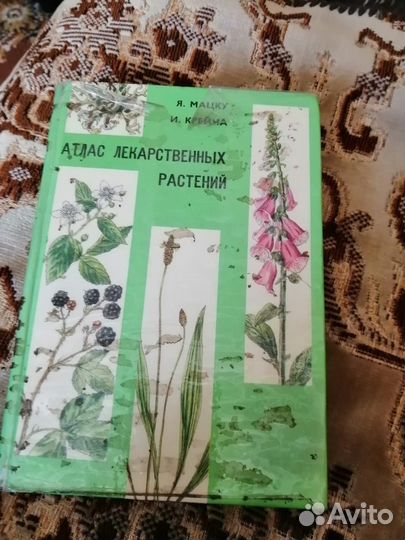 Я. МАЦКУ
И. КРЕЙЧА
АТЛАС ЛЕКАРСТВЕННЫХ
РАСТЕНИЙ
Avito